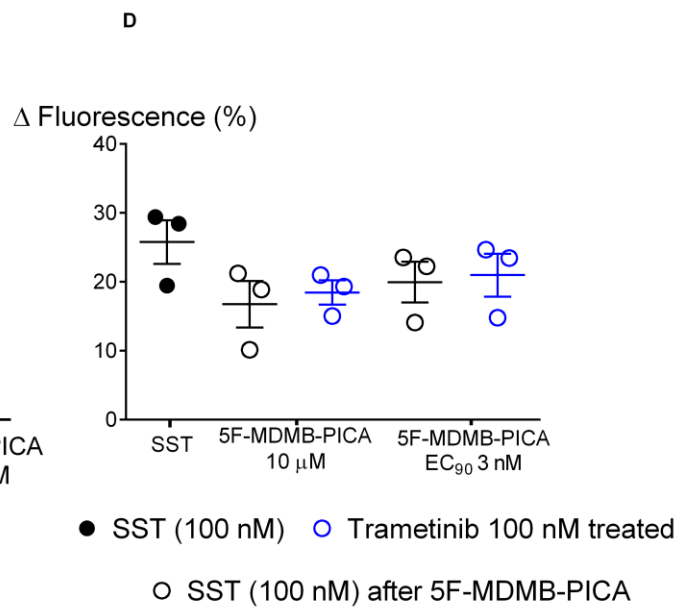 D
Δ Fluorescence (%)
40
30
20
10
0
ICA
SST
5F-MDMB-PICA
10 μM
5F-MDMB-PICA
EC90 3 nM
● SST (100 nM) ○ Trametinib 100 nM treated
○ SST (100 nM) after 5F-MDMB-PICA